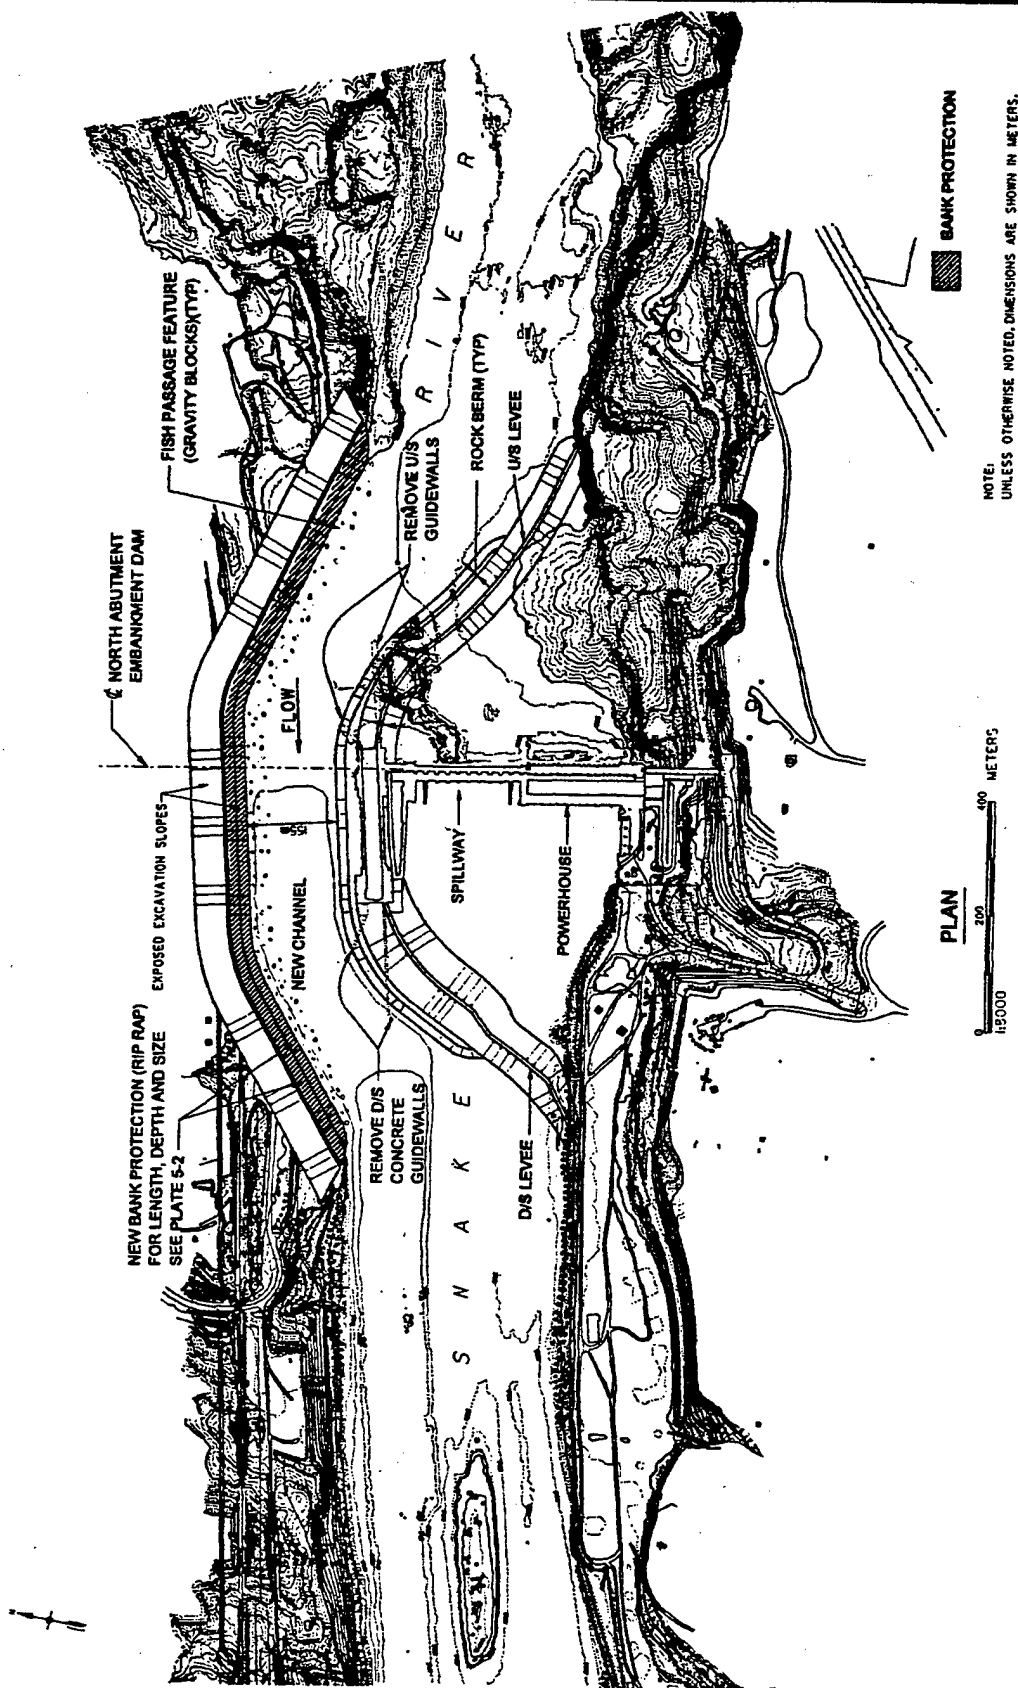 NEW BANK PROTECTION (RIP RAP)
FOR LENGTH, DEPTH AND SIZE
SEE PLATE 5-2
EXPOSED EXCAVATION SLOPES
℄ NORTH ABUTMENT
EMBANKMENT DAM
FISH PASSAGE FEATURE
(GRAVITY BLOCKS)(TYP)
NEW CHANNEL
FLOW
REMOVE U/S
GUIDEWALLS
REMOVE D/S
CONCRETE
GUIDEWALLS
SNAKE
RIVER
ROCK BERM (TYP)
U/S LEVEE
D/S LEVEE
SPILLWAY
POWERHOUSE
BANK PROTECTION
PLAN
0 200 400 METERS
1:8000
NOTE:
UNLESS OTHERWISE NOTED, DIMENSIONS ARE SHOWN IN METERS.